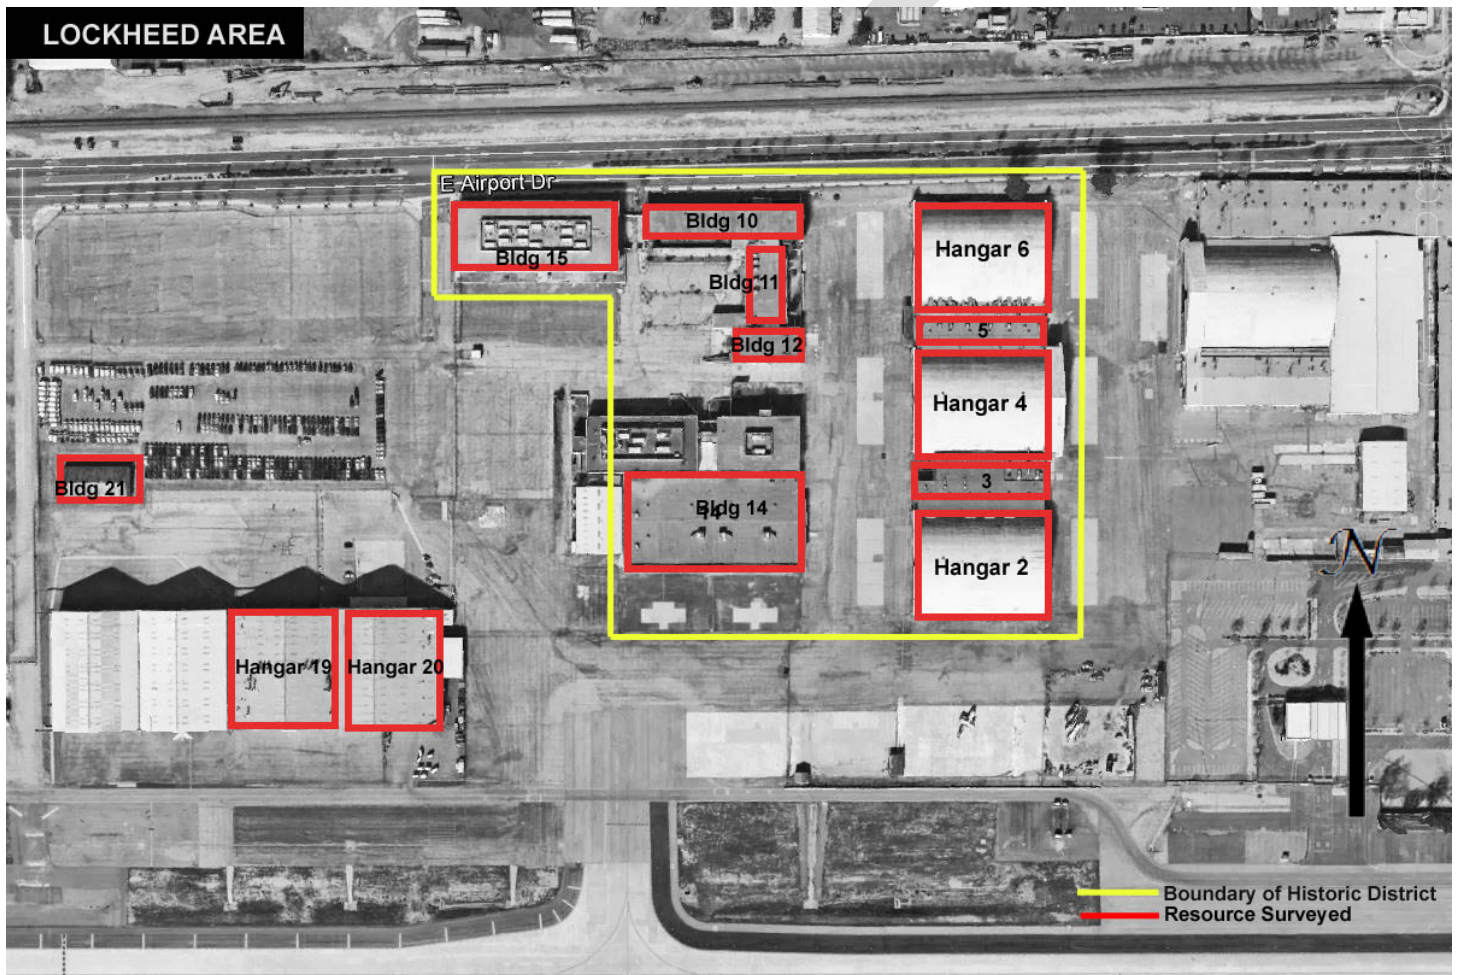 LOCKHEED AREA
E Airport Dr
Bldg 10
Bldg 15
Hangar 6
Bldg 11
5
Bldg 12
Hangar 4
3
Bldg 21
Bldg 14
14
Hangar 2
N
Hangar 19
Hangar 20
Boundary of Historic District
Resource Surveyed